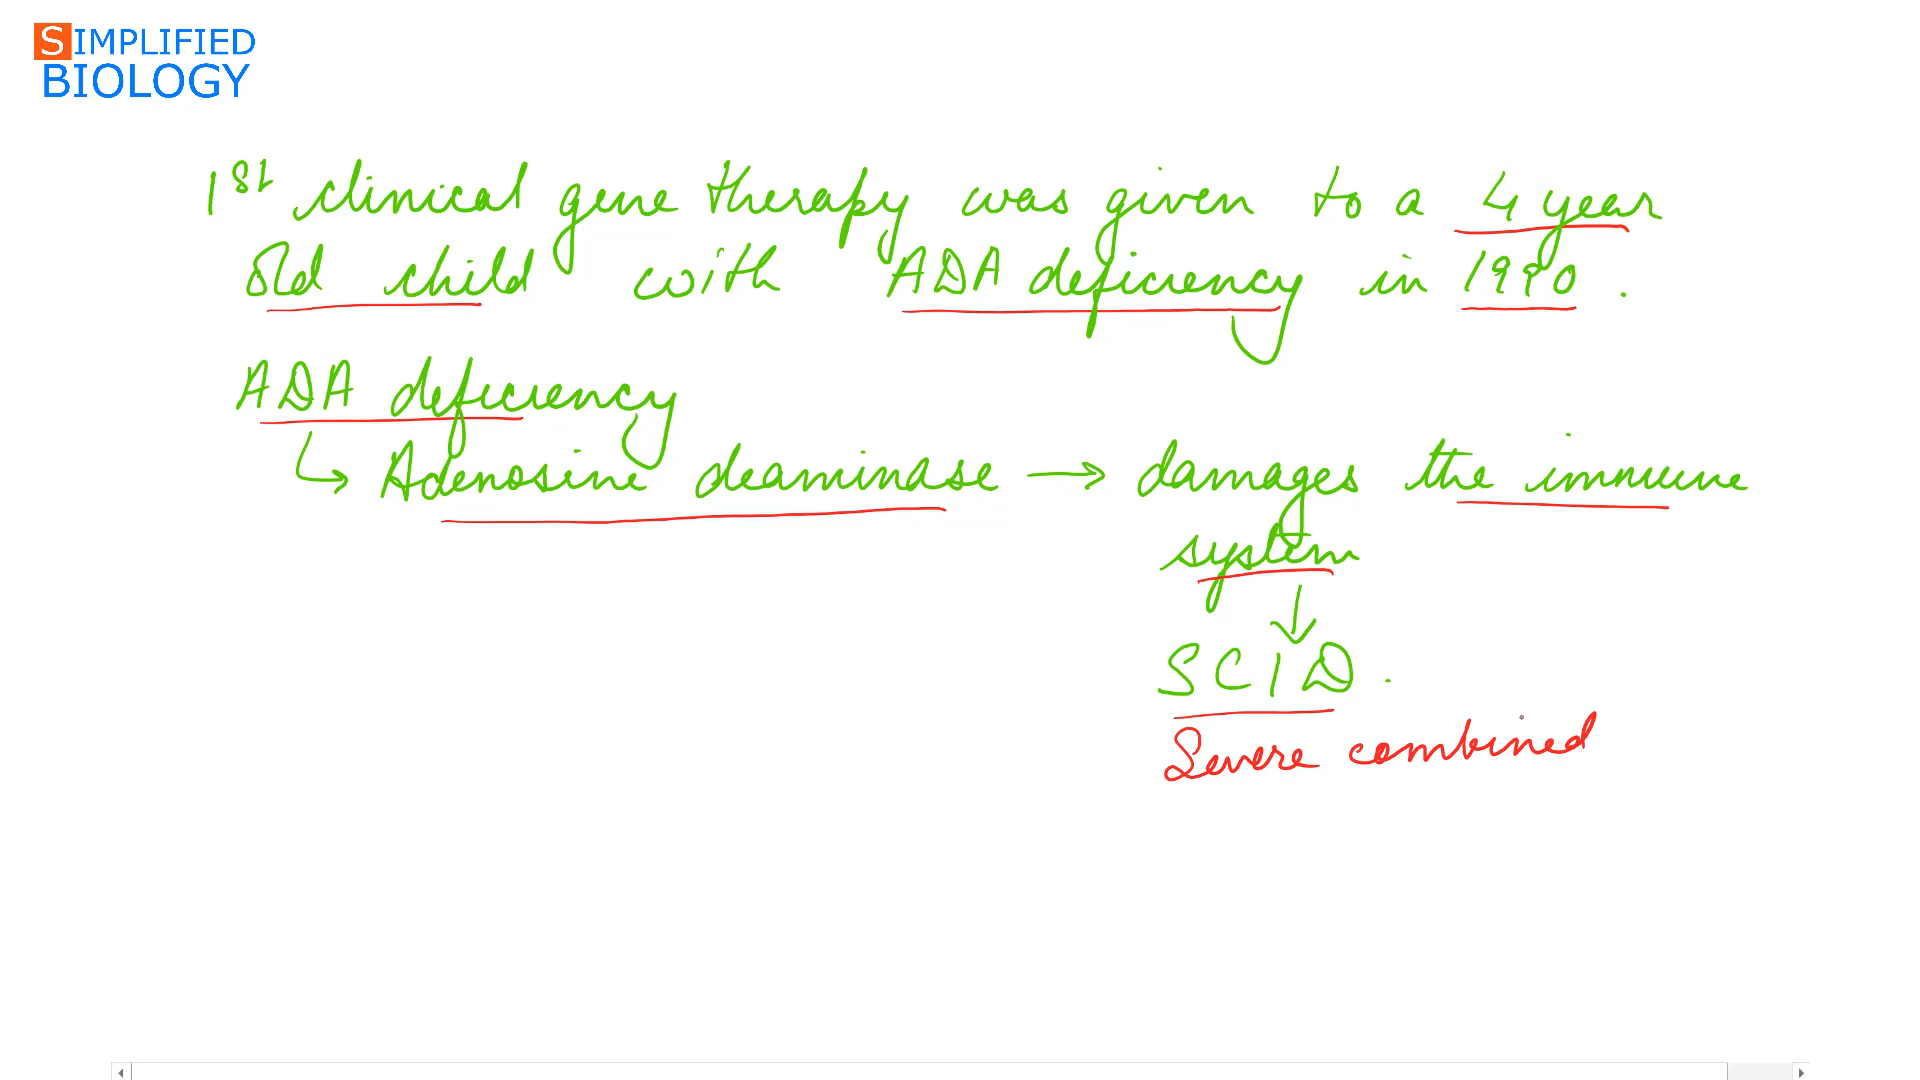 SIMPLIFIED
BIOLOGY
1st clinical gene therapy was given to a 4 year
old child with ADA deficiency in 1990.
ADA deficiency
↳ Adenosine deaminase → damages the immune
system
↓
SCID.
Severe combined